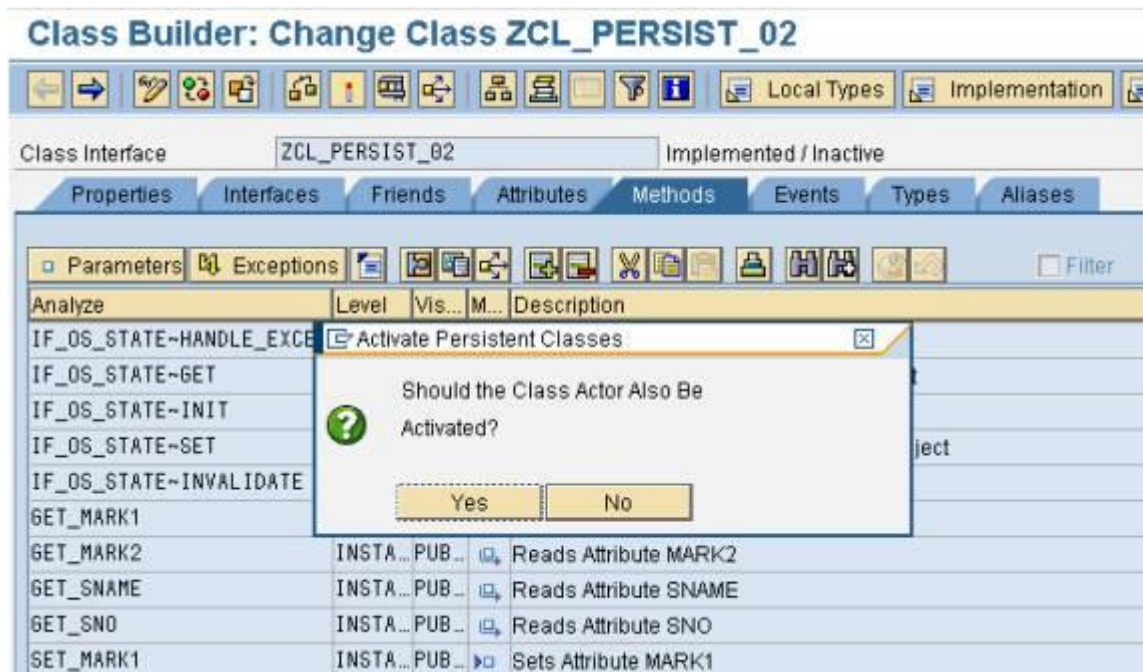 Class Builder: Change Class ZCL_PERSIST_02
Local Types Implementation
Class Interface ZCL_PERSIST_02 Implemented / Inactive
Properties Interfaces Friends Attributes Methods Events Types Aliases
Parameters Exceptions Filter
Analyze Level Vis... M... Description
IF_OS_STATE~HANDLE_EXCE
IF_OS_STATE~GET
IF_OS_STATE~INIT
IF_OS_STATE~SET ject
IF_OS_STATE~INVALIDATE
Activate Persistent Classes
Should the Class Actor Also Be
Activated?
Yes No
GET_MARK1
GET_MARK2 INSTA... PUB... Reads Attribute MARK2
GET_SNAME INSTA... PUB... Reads Attribute SNAME
GET_SNO INSTA... PUB... Reads Attribute SNO
SET_MARK1 INSTA... PUB... Sets Attribute MARK1